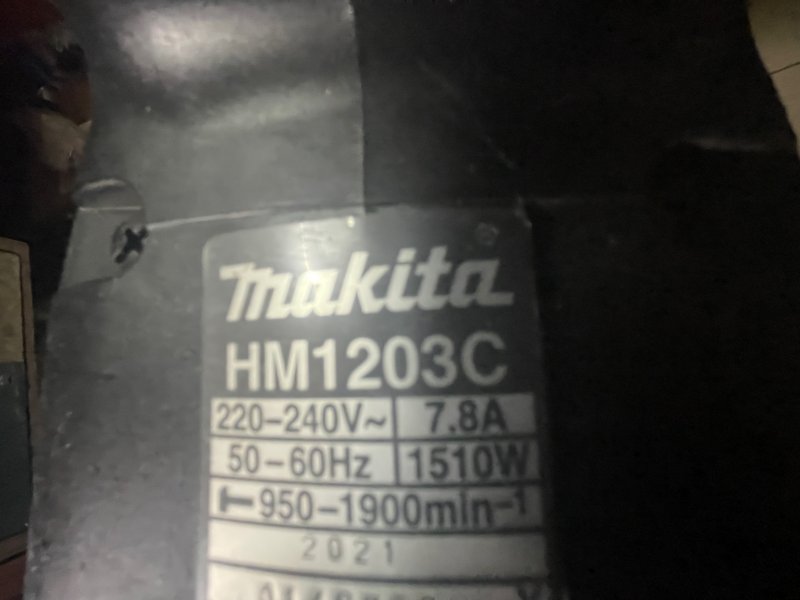 makita
HM1203C
220-240V~ 7.8A
50-60Hz 1510W
950-1900min-1
2021